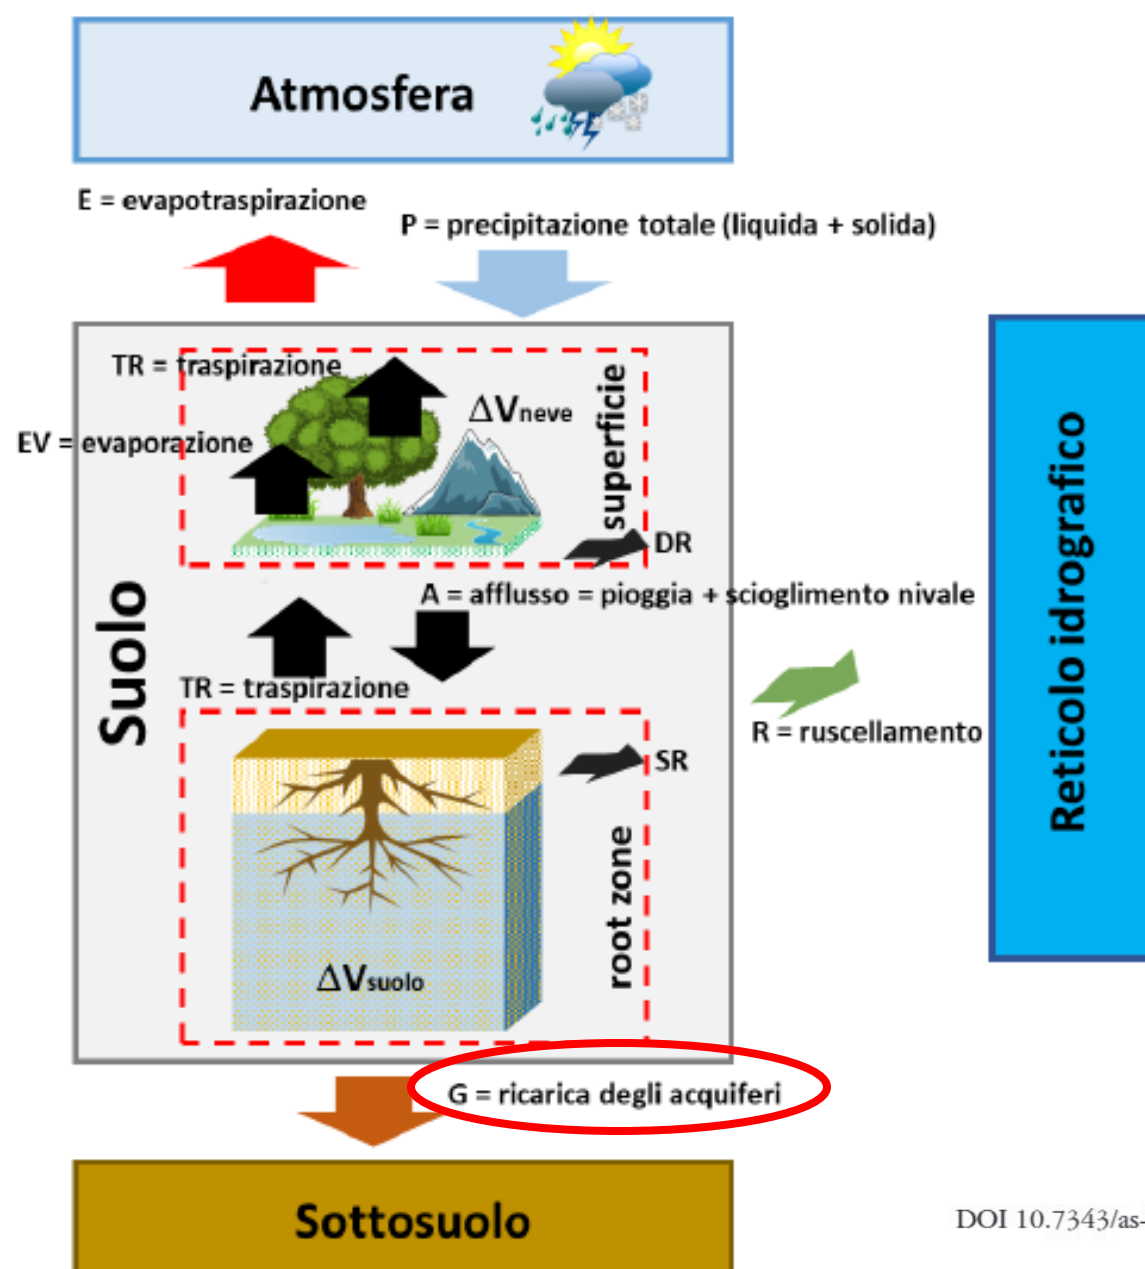 Atmosfera
E = evapotraspirazione
P = precipitazione totale (liquida + solida)
TR = traspirazione
ΔVneve
EV = evaporazione
superficie
DR
A = afflusso = pioggia + scioglimento nivale
Suolo
TR = traspirazione
SR
R = ruscellamento
Reticolo idrografico
root zone
ΔVsuolo
G = ricarica degli acquiferi
Sottosuolo
DOI 10.7343/as-